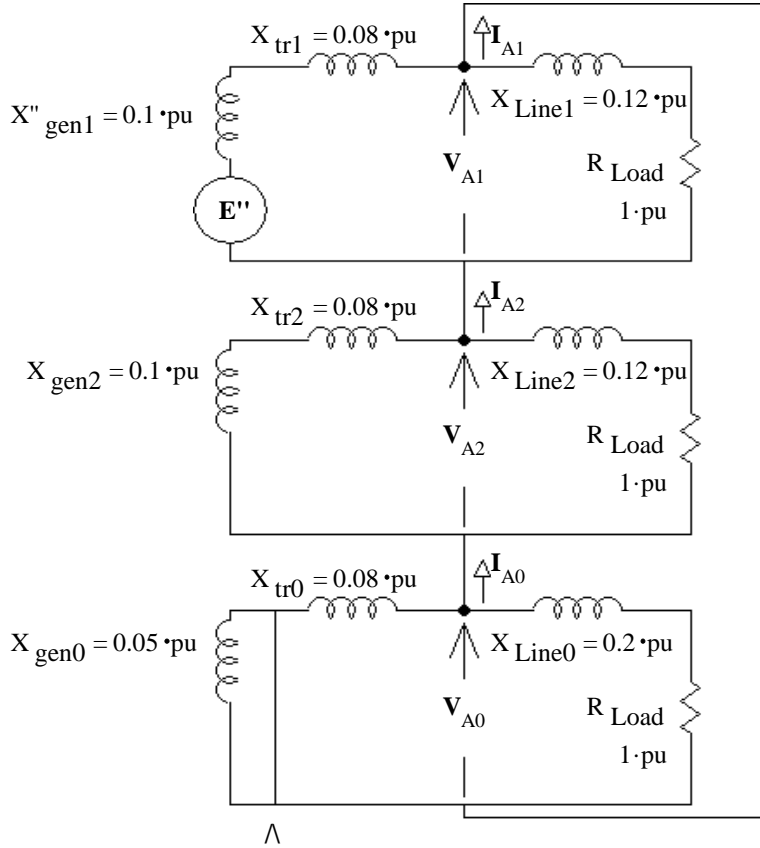 X tr1 = 0.08 •pu
I A1
X" gen1 = 0.1 •pu
X Line1 = 0.12 •pu
V A1
R Load
1·pu
E"
X tr2 = 0.08 •pu
I A2
X gen2 = 0.1 •pu
X Line2 = 0.12 •pu
V A2
R Load
1·pu
X tr0 = 0.08 •pu
I A0
X gen0 = 0.05 •pu
X Line0 = 0.2 •pu
V A0
R Load
1·pu